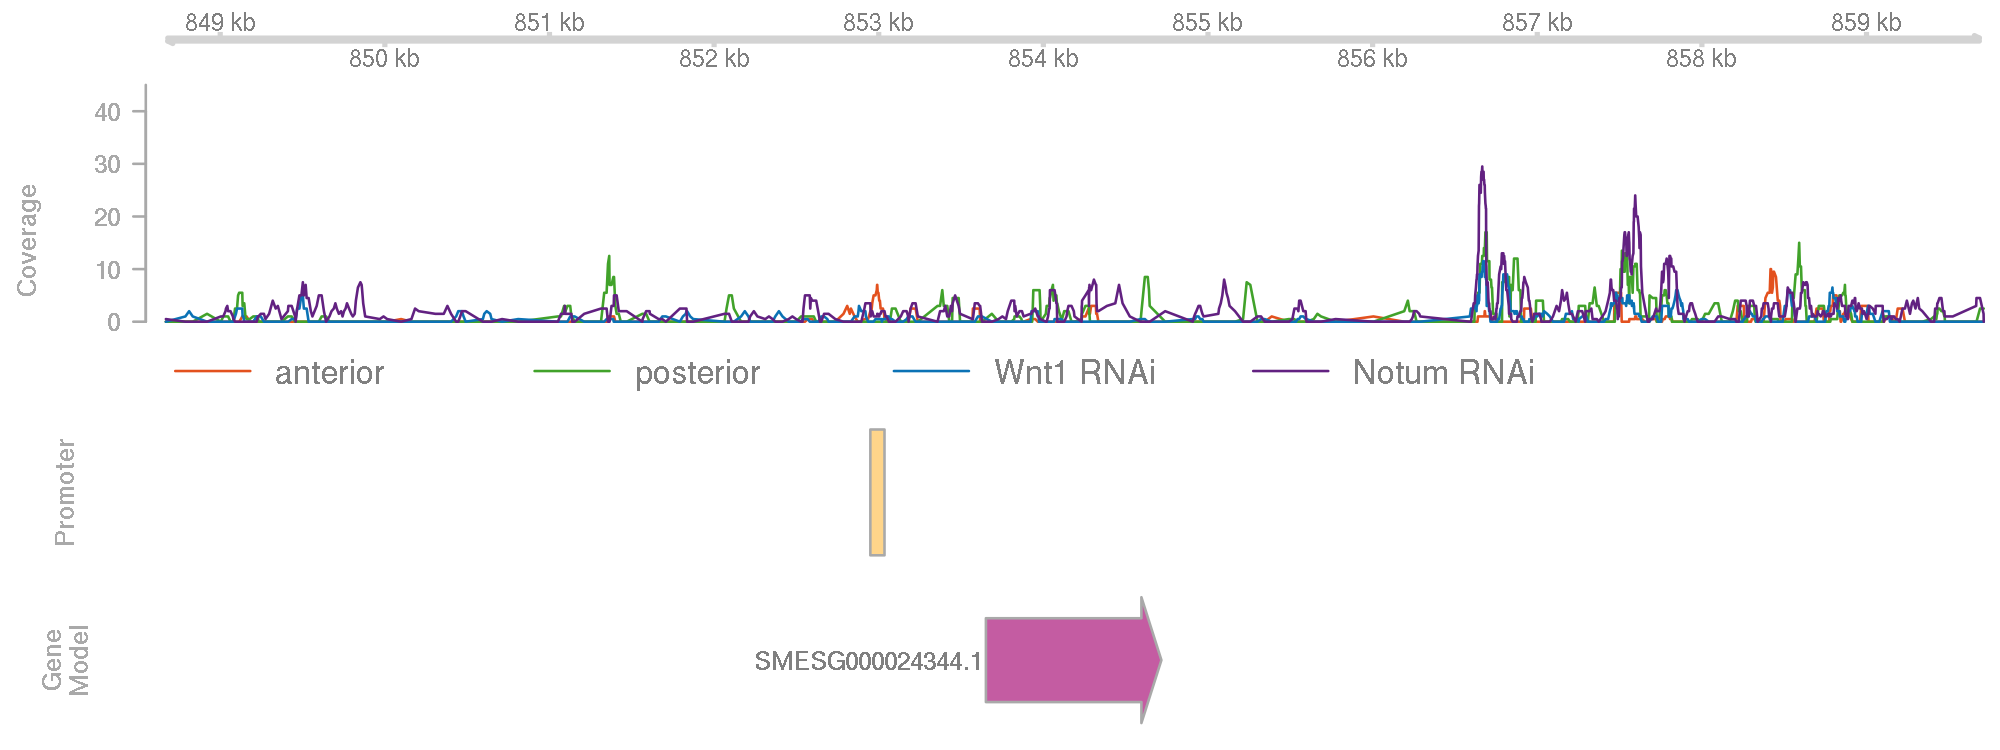 849 kb 851 kb 853 kb 855 kb 857 kb 859 kb
850 kb 852 kb 854 kb 856 kb 858 kb
40
30
20
10
0
Coverage
anterior posterior Wnt1 RNAi Notum RNAi
Promoter
Gene
Model
SMESG000024344.1